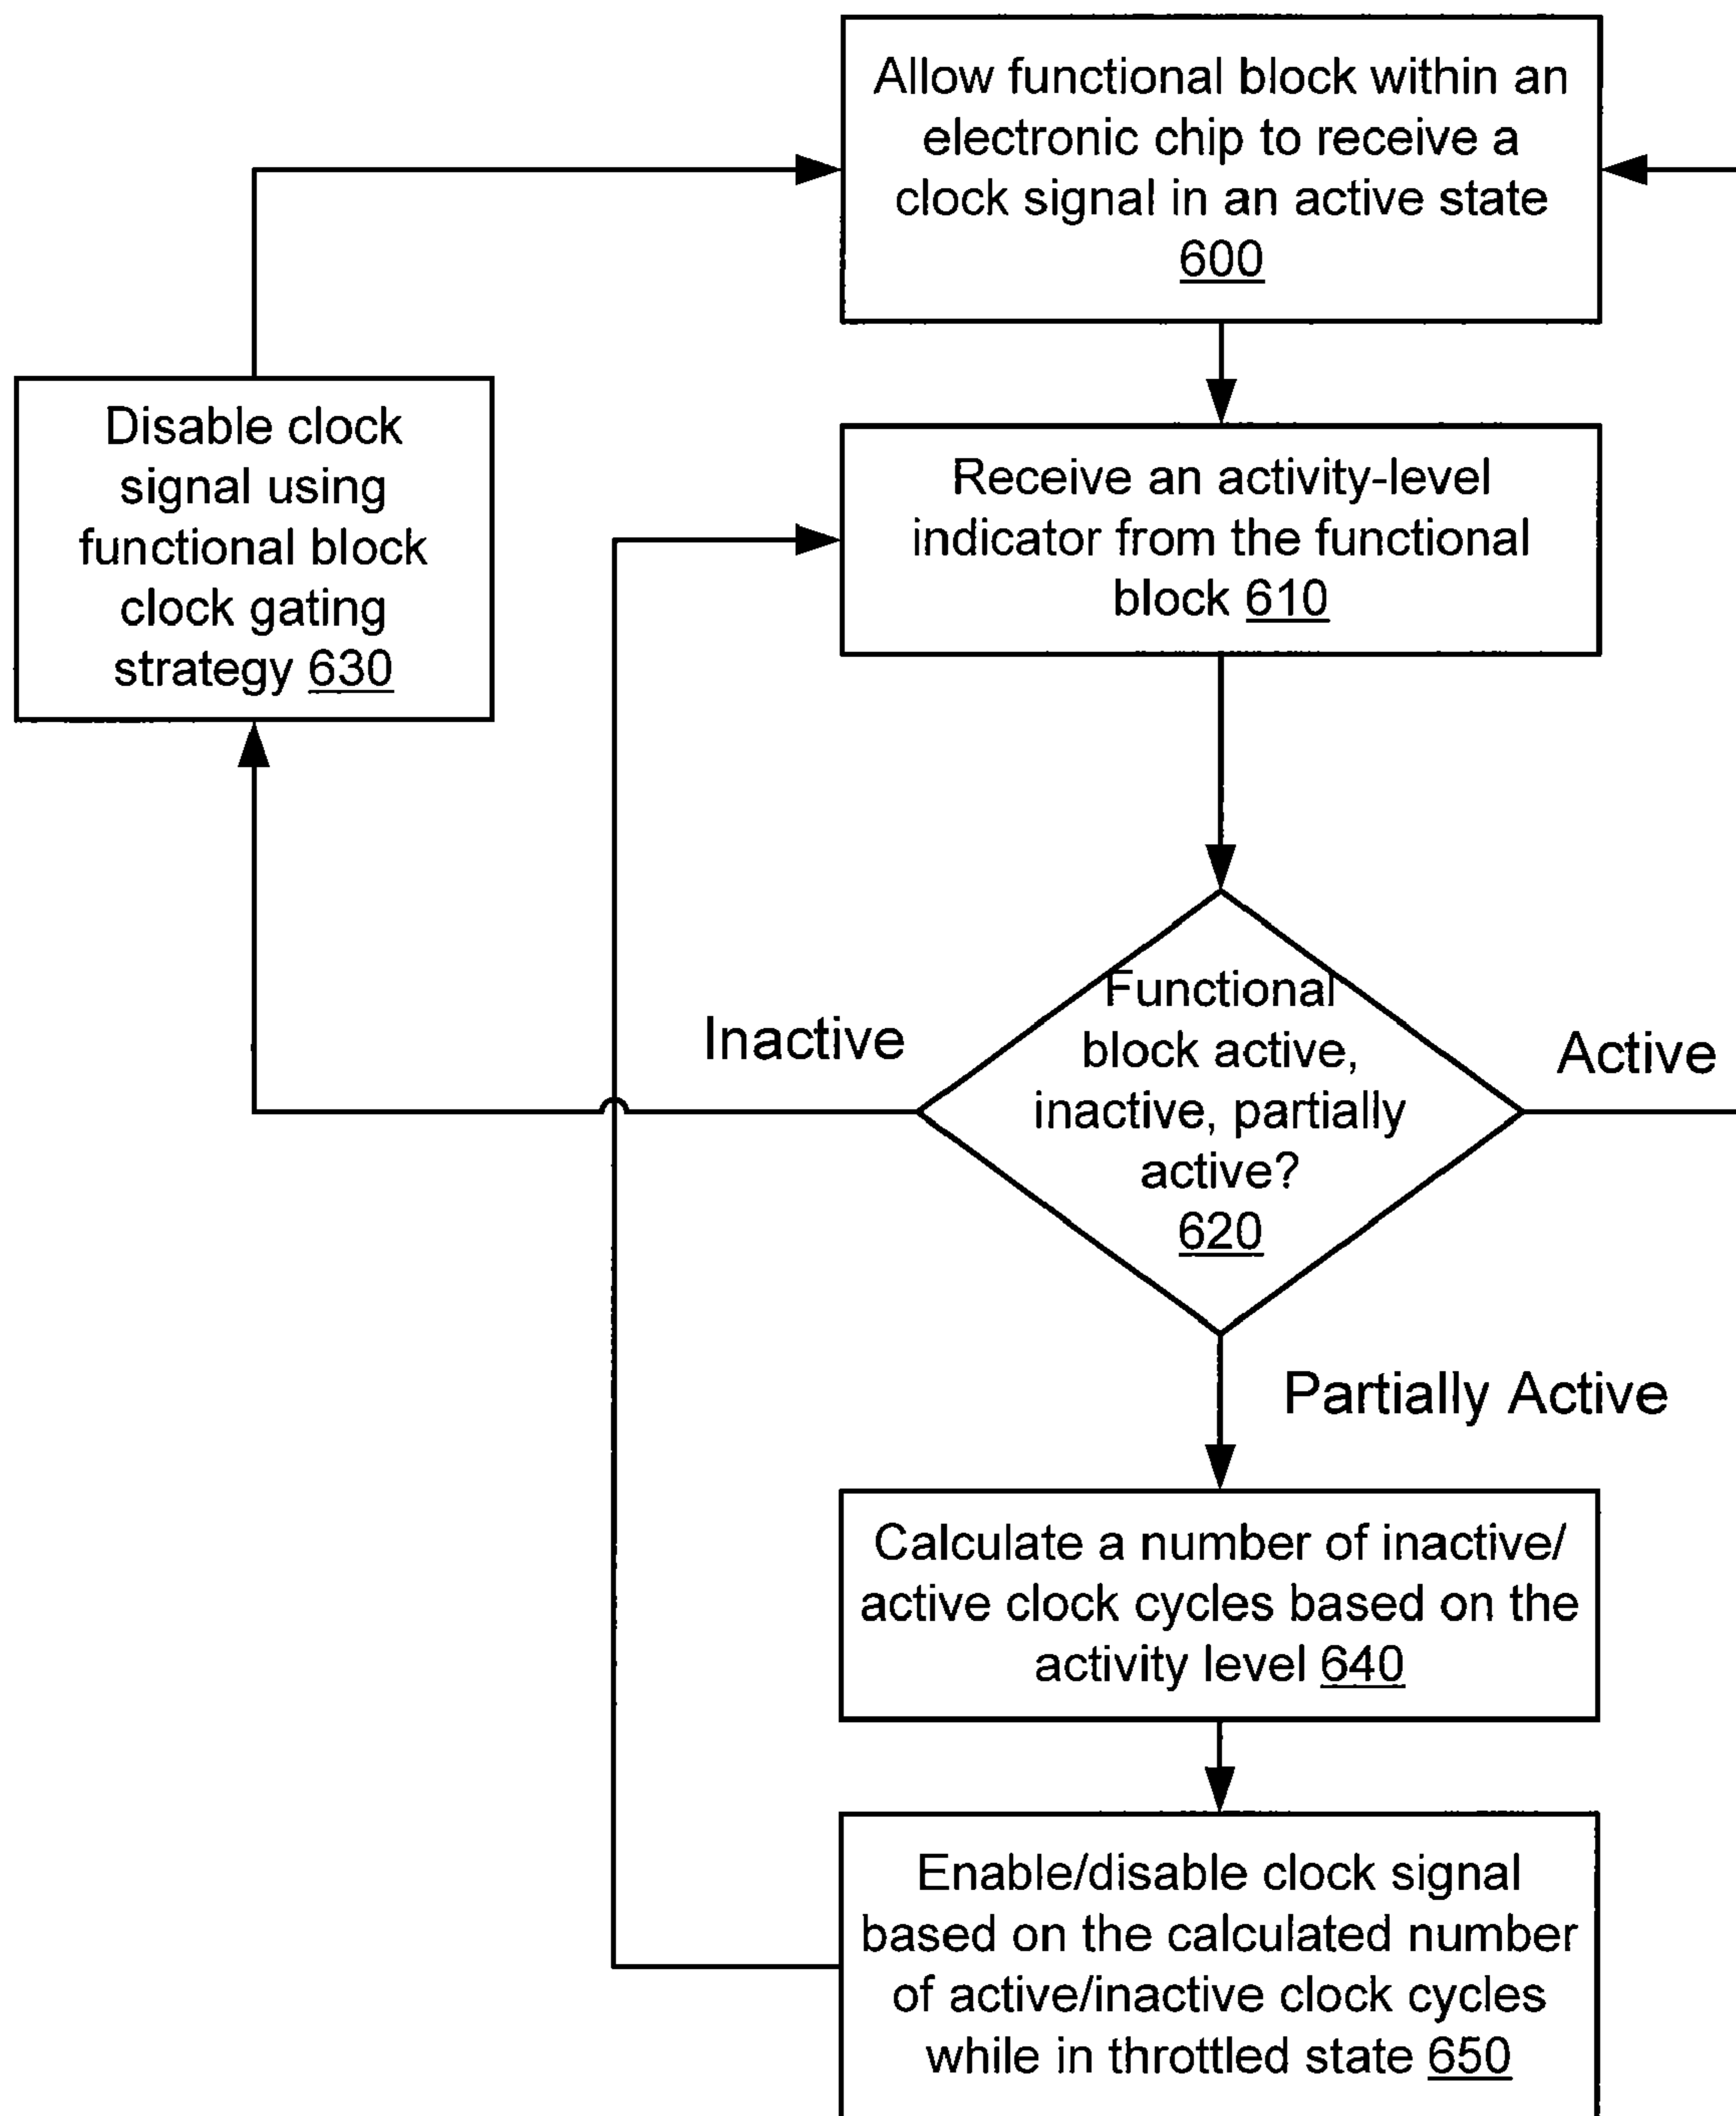 Allow functional block within an
electronic chip to receive a
clock signal in an active state
600
Disable clock
signal using
functional block
clock gating
strategy 630
Receive an activity-level
indicator from the functional
block 610
Functional
block active,
inactive, partially
active?
620
Inactive
Active
Partially Active
Calculate a number of inactive/
active clock cycles based on the
activity level 640
Enable/disable clock signal
based on the calculated number
of active/inactive clock cycles
while in throttled state 650